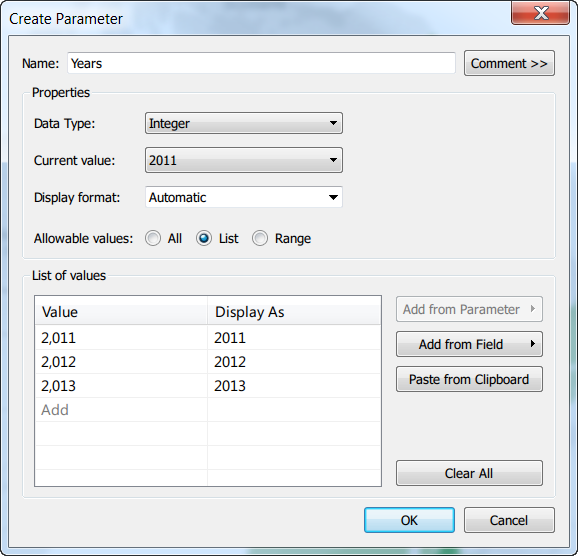 Create Parameter
Name: Years Comment >>
Properties
Data Type: Integer
Current value: 2011
Display format: Automatic
Allowable values: All List Range
List of values
Value Display As
2,011 2011
2,012 2012
2,013 2013
Add
Add from Parameter
Add from Field
Paste from Clipboard
Clear All
OK Cancel